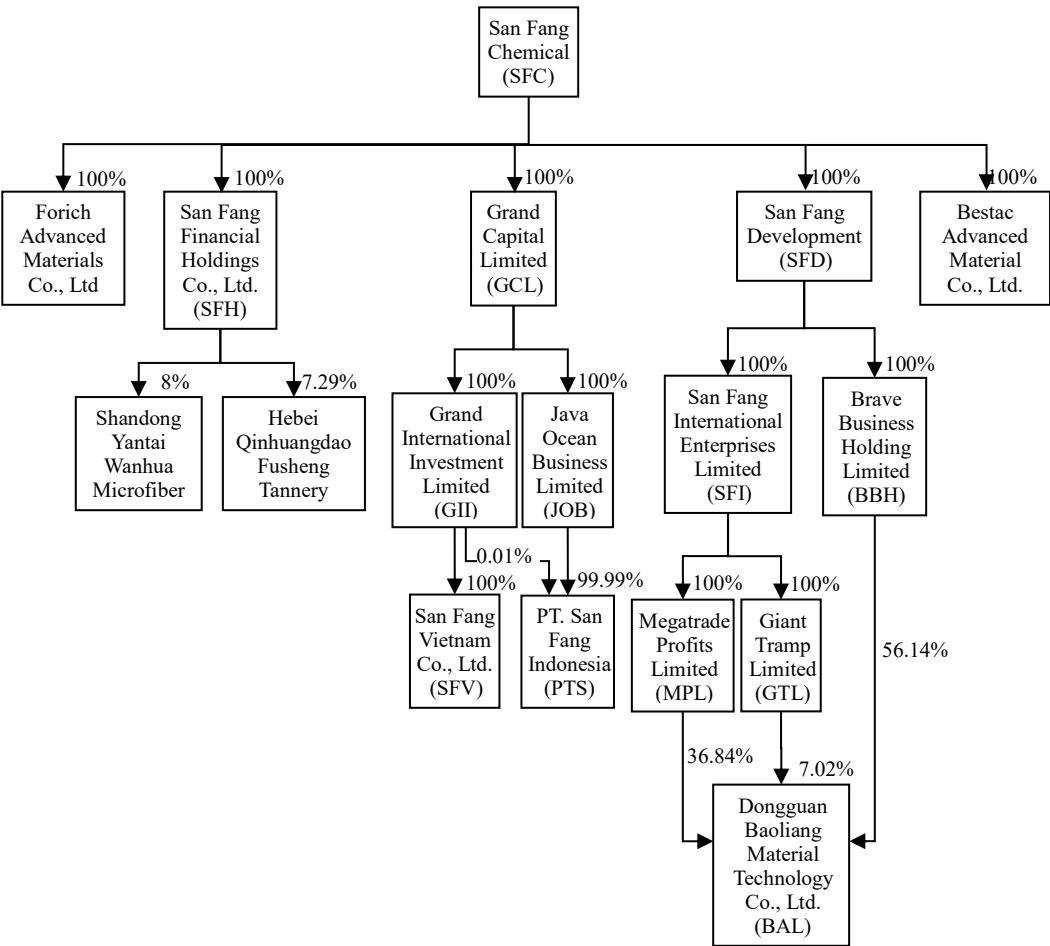 San Fang
Chemical
(SFC)
100%
100%
100%
100%
100%
Forich
Advanced
Materials
Co., Ltd
San Fang
Financial
Holdings
Co., Ltd.
(SFH)
Grand
Capital
Limited
(GCL)
San Fang
Development
(SFD)
Bestac
Advanced
Material
Co., Ltd.
8%
7.29%
100%
100%
100%
100%
Shandong
Yantai
Wanhua
Microfiber
Hebei
Qinhuangdao
Fusheng
Tannery
Grand
International
Investment
Limited
(GII)
Java
Ocean
Business
Limited
(JOB)
San Fang
International
Enterprises
Limited
(SFI)
Brave
Business
Holding
Limited
(BBH)
0.01%
100%
99.99%
100%
100%
San Fang
Vietnam
Co., Ltd.
(SFV)
PT. San
Fang
Indonesia
(PTS)
Megatrade
Profits
Limited
(MPL)
Giant
Tramp
Limited
(GTL)
56.14%
36.84%
7.02%
Dongguan
Baoliang
Material
Technology
Co., Ltd.
(BAL)